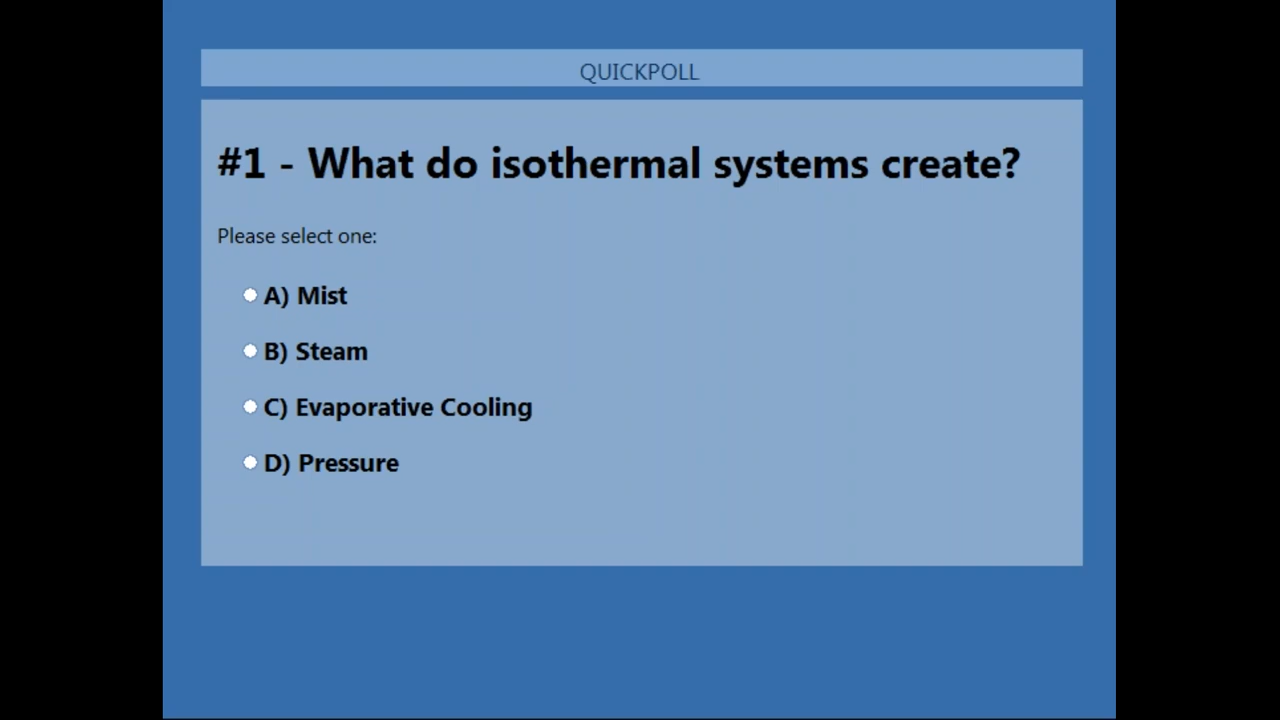 QUICKPOLL
#1 - What do isothermal systems create?
Please select one:
A) Mist
B) Steam
C) Evaporative Cooling
D) Pressure